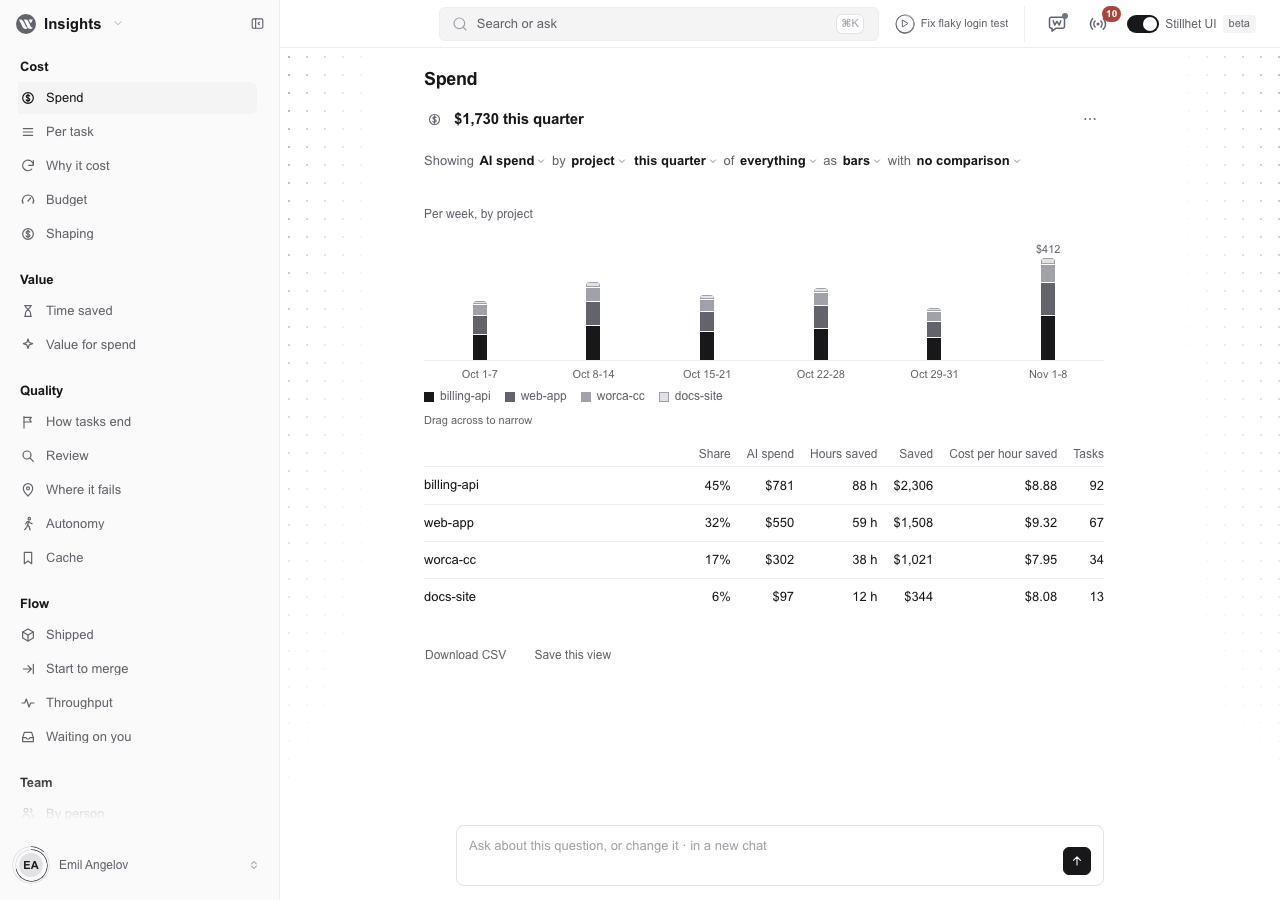 Insights
Search or ask
⌘K
Fix flaky login test
10
Stillhet UI
beta
Cost
Spend
Per task
Why it cost
Budget
Shaping
Value
Time saved
Value for spend
Quality
How tasks end
Review
Where it fails
Autonomy
Cache
Flow
Shipped
Start to merge
Throughput
Waiting on you
Team
By person
EA
Emil Angelov
Spend
$1,730 this quarter
Showing AI spend by project this quarter of everything as bars with no comparison
Per week, by project
$412
Oct 1-7 Oct 8-14 Oct 15-21 Oct 22-28 Oct 29-31 Nov 1-8
billing-api web-app worca-cc docs-site
Drag across to narrow
Share AI spend Hours saved Saved Cost per hour saved Tasks
billing-api 45% $781 88 h $2,306 $8.88 92
web-app 32% $550 59 h $1,508 $9.32 67
worca-cc 17% $302 38 h $1,021 $7.95 34
docs-site 6% $97 12 h $344 $8.08 13
Download CSV Save this view
Ask about this question, or change it · in a new chat